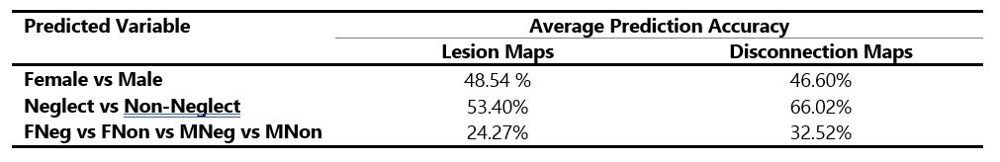 Predicted Variable Average Prediction Accuracy
Lesion Maps Disconnection Maps
Female vs Male 48.54 % 46.60%
Neglect vs Non-Neglect 53.40% 66.02%
FNeg vs FNon vs MNeg vs MNon 24.27% 32.52%